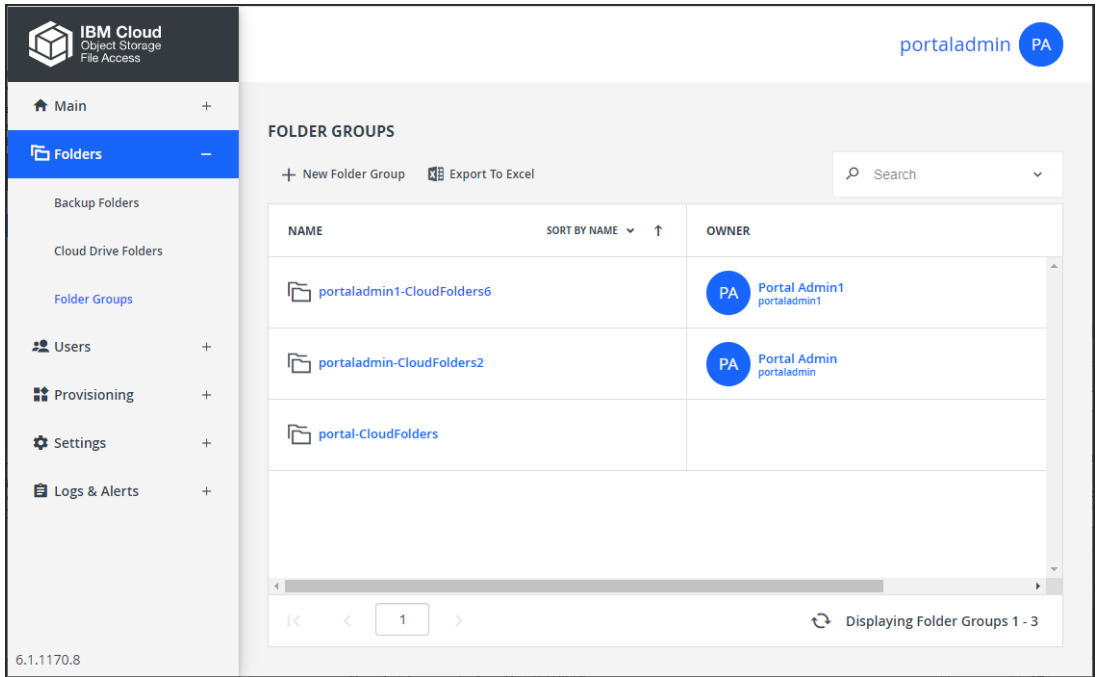 IBM Cloud
Object Storage
File Access
portaladmin PA
Main
Folders
Backup Folders
Cloud Drive Folders
Folder Groups
Users
Provisioning
Settings
Logs & Alerts
6.1.1170.8
FOLDER GROUPS
New Folder Group Export To Excel Search
NAME SORT BY NAME OWNER
portaladmin1-CloudFolders6 PA Portal Admin1
portaladmin1
portaladmin-CloudFolders2 PA Portal Admin
portaladmin
portal-CloudFolders
1 Displaying Folder Groups 1 - 3